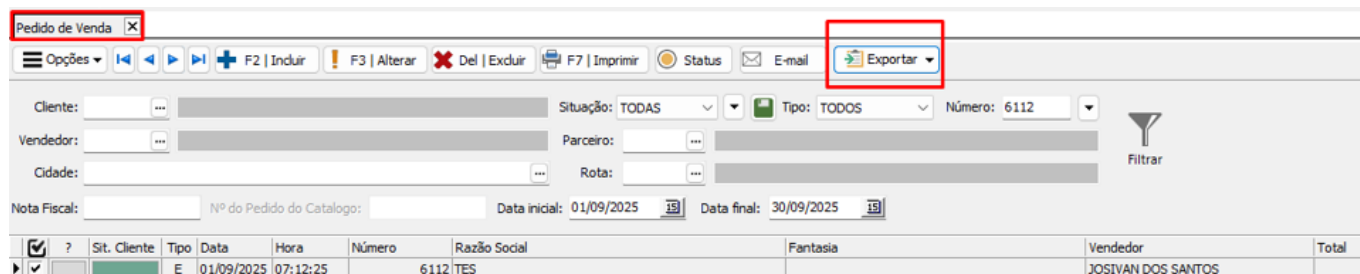 Pedido de Venda X
Opções F2 | Incluir F3 | Alterar Del | Excluir F7 | Imprimir Status E-mail Exportar
Cliente: ... Situação: TODAS Tipo: TODOS Número: 6112
Vendedor: ... Parceiro: ...
Filtrar
Cidade: ... Rota: ...
Nota Fiscal: Nº do Pedido do Catalogo: Data inicial: 01/09/2025 15 Data final: 30/09/2025 15
? Sit. Cliente Tipo Data Hora Número Razão Social Fantasia Vendedor Total
E 01/09/2025 07:12:25 6112 TES JOSIVAN DOS SANTOS